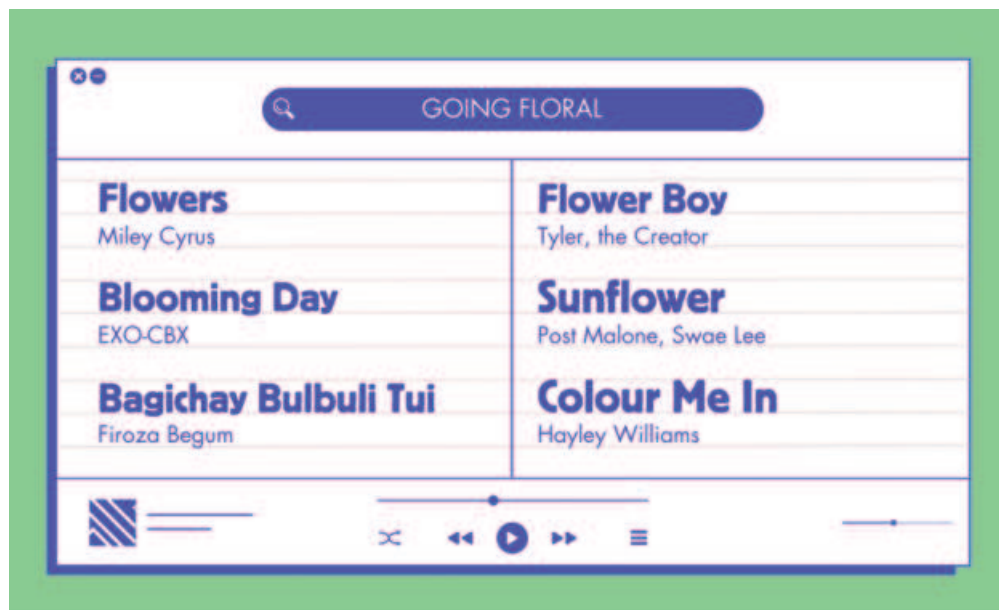 GOING FLORAL
Flowers
Miley Cyrus
Blooming Day
EXO-CBX
Bagichay Bulbuli Tui
Firoza Begum
Flower Boy
Tyler, the Creator
Sunflower
Post Malone, Swae Lee
Colour Me In
Hayley Williams